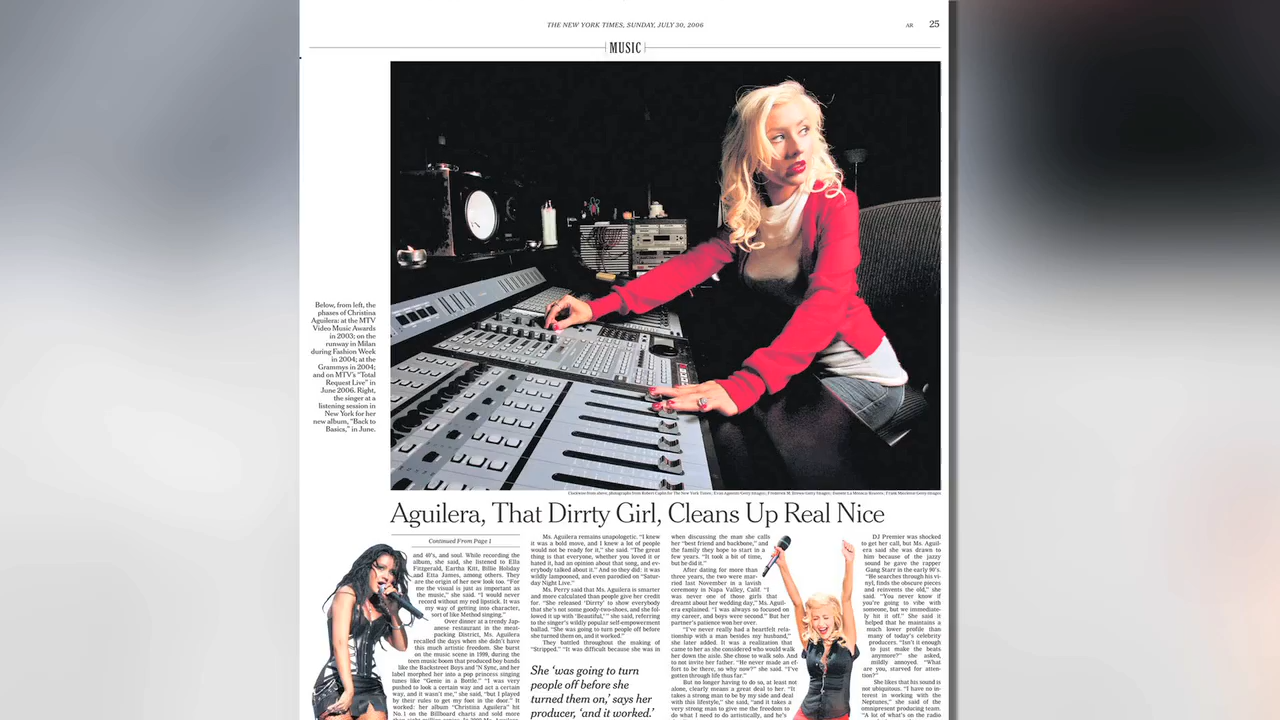 THE NEW YORK TIMES, SUNDAY, JULY 30, 2006
AR
25
MUSIC
Below, from left, the
phases of Christina
Aguilera: at the MTV
Video Music Awards
in 2003; on the
runway in Milan
during Fashion Week
in 2004; at the
Grammys in 2004;
and on MTV's "Total
Request Live" in
June 2006. Right,
the singer at a
listening session in
New York for her
new album, "Back to
Basics," in June.
Aguilera, That Dirrty Girl, Cleans Up Real Nice
Continued From Page 1
and 40's, and soul. While recording the
album, she said, she listened to Ella
Fitzgerald, Eartha Kitt, Billie Holiday
and Etta James, among others. They
are the origin of her new look too. "For
me the visual is just as important as
the music," she said. "I would never
record without my red lipstick. It was
my way of getting into character,
sort of like Method singing."
Over dinner at a trendy Jap-
anese restaurant in the meat-
packing District, Ms. Aguilera
recalled the days when she didn't have
this much artistic freedom. She burst
on the music scene in 1999, during the
teen music boom that produced boy bands
like the Backstreet Boys and 'N Sync, and her
label morphed her into a pop princess singing
tunes like "Genie in a Bottle." "I was very
pushed to look a certain way and act a certain
way, and it wasn't me," she said, "but I played
by their rules to get my foot in the door." It
worked: her album "Christina Aguilera" hit
No. 1 on the Billboard charts and sold more
Ms. Aguilera remains unapologetic. "I knew
it was a bold move, and I knew a lot of people
would not be ready for it," she said. "The great
thing is that everyone, whether you loved it or
hated it, had an opinion about that song, and ev-
erybody talked about it." And so they did: it was
wildly lampooned, and even parodied on "Satur-
day Night Live."
Ms. Perry said that Ms. Aguilera is smarter
and more calculated than people give her credit
for. "She released 'Dirrty' to show everybody
that she's not some goody-two-shoes, and she fol-
lowed it up with 'Beautiful,'" she said, referring
to the singer's wildly popular self-empowerment
ballad. "She was going to turn people off before
she turned them on, and it worked."
They battled throughout the making of
"Stripped." "It was difficult because she was in
She 'was going to turn
people off before she
turned them on,' says her
producer, 'and it worked.'
when discussing the man she calls
her "best friend and backbone," and
the family they hope to start in a
few years. "It took a bit of time,
but he did it."
After dating for more than
three years, the two were mar-
ried last November in a lavish
ceremony in Napa Valley, Calif. "I
was never one of those girls that
dreamt about her wedding day," Ms. Aguil-
era explained. "I always so focused on
my career, and boys were second." But her
partner's patience won her over.
"I've never really had a heartfelt rela-
tionship with a man besides my husband,"
she later added. It was a realization that
came to her as she considered who would walk
her down the aisle. She chose to walk solo. And
to not invite her father. "He never made an ef-
fort to be there, so why now?" she said. "I've
gotten through life thus far."
But no longer having to do so, at least not
alone, clearly means a great deal to her. "It
takes a strong man to be my side and deal
with this lifestyle," she said, "and it takes a
very strong man to give me the freedom to
do what I need to do artistically, and he's
DJ Premier was shocked
to get her call, but Ms. Aguil-
era said she was drawn to
him because of the jazzy
sound he gave the rapper
Gang Starr in the early 90's.
"He searches through his vi-
nyl, finds the obscure pieces
and reinvents the old," she
said. "You never know if
you're going to vibe with
someone, but we immediate-
ly hit it off." She said it
helped that he maintains a
much lower profile than
many of today's celebrity
producers. "Isn't it enough
to just make the beats
anymore?" she asked,
mildly annoyed. "What
are you, starved for atten-
tion?"
She likes that his sound is
not ubiquitous. "I have no in-
terest in working with the
Neptunes," she said of the
omnipresent producing team.
"A lot of what's on the radio